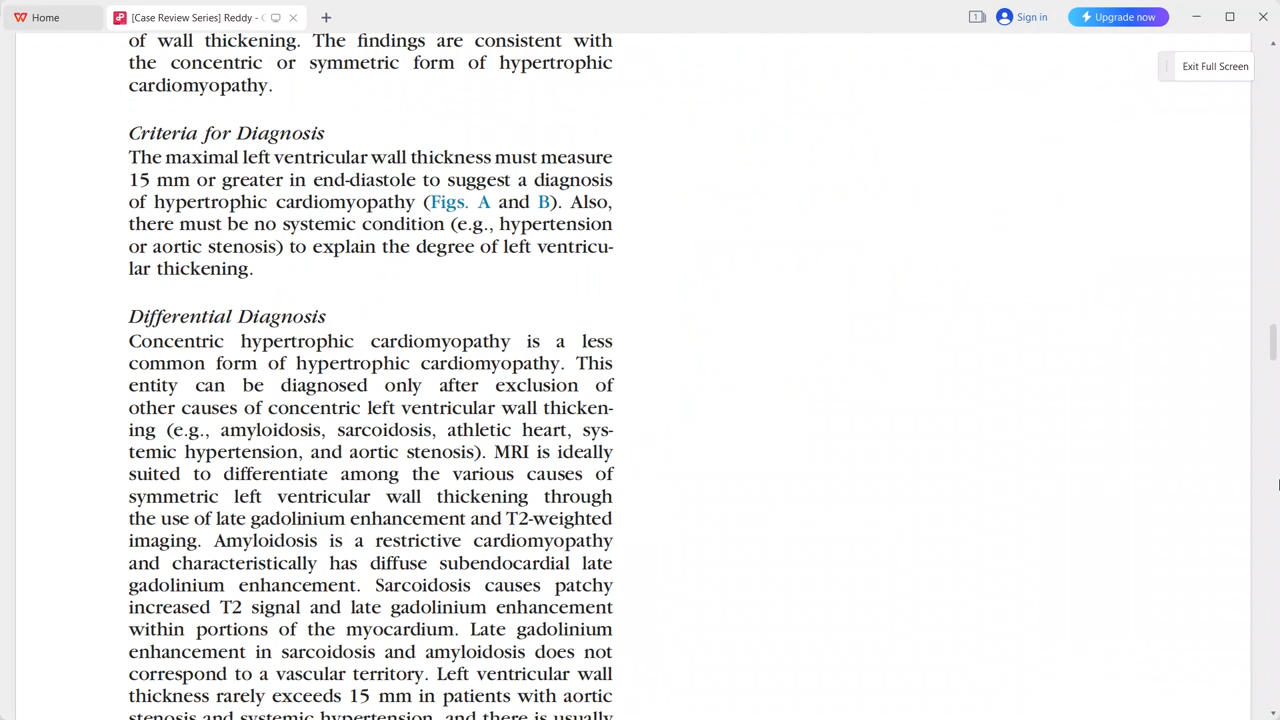 Home
[Case Review Series] Reddy -
1
Sign in
Upgrade now
Exit Full Screen
of wall thickening. The findings are consistent with
the concentric or symmetric form of hypertrophic
cardiomyopathy.
Criteria for Diagnosis
The maximal left ventricular wall thickness must measure
15 mm or greater in end-diastole to suggest a diagnosis
of hypertrophic cardiomyopathy (Figs. A and B). Also,
there must be no systemic condition (e.g., hypertension
or aortic stenosis) to explain the degree of left ventricu-
lar thickening.
Differential Diagnosis
Concentric hypertrophic cardiomyopathy is a less
common form of hypertrophic cardiomyopathy. This
entity can be diagnosed only after exclusion of
other causes of concentric left ventricular wall thicken-
ing (e.g., amyloidosis, sarcoidosis, athletic heart, sys-
temic hypertension, and aortic stenosis). MRI is ideally
suited to differentiate among the various causes of
symmetric left ventricular wall thickening through
the use of late gadolinium enhancement and T2-weighted
imaging. Amyloidosis is a restrictive cardiomyopathy
and characteristically has diffuse subendocardial late
gadolinium enhancement. Sarcoidosis causes patchy
increased T2 signal and late gadolinium enhancement
within portions of the myocardium. Late gadolinium
enhancement in sarcoidosis and amyloidosis does not
correspond to a vascular territory. Left ventricular wall
thickness rarely exceeds 15 mm in patients with aortic
stenosis and systemic hypertension, and there is usually